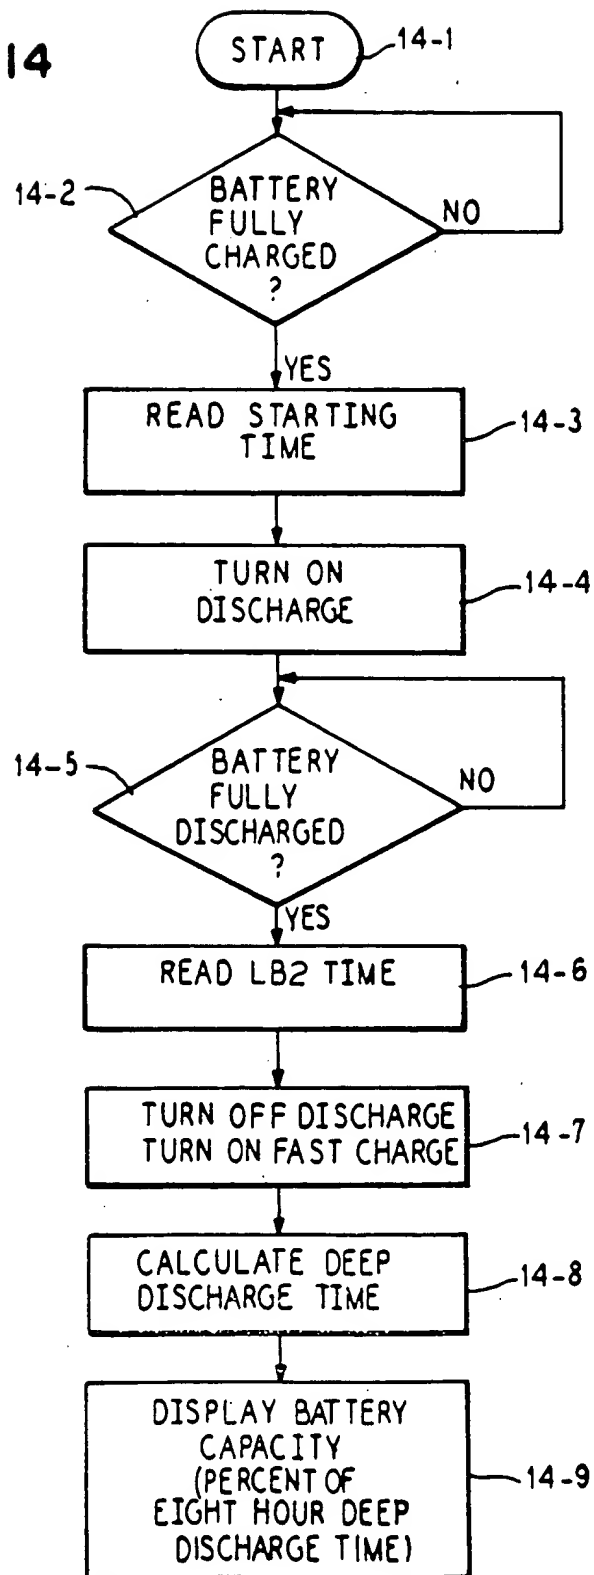 14
START
14-1
14-2
BATTERY
FULLY
CHARGED
?
NO
YES
READ STARTING
TIME
14-3
TURN ON
DISCHARGE
14-4
14-5
BATTERY
FULLY
DISCHARGED
?
NO
YES
READ LB2 TIME
14-6
TURN OFF DISCHARGE
TURN ON FAST CHARGE
14-7
CALCULATE DEEP
DISCHARGE TIME
14-8
DISPLAY BATTERY
CAPACITY
(PERCENT OF
EIGHT HOUR DEEP
DISCHARGE TIME)
14-9